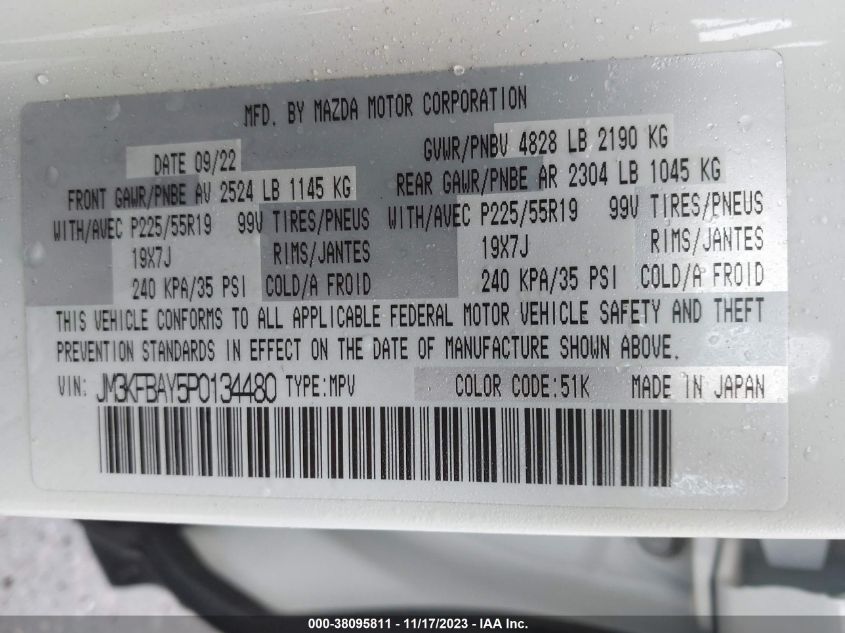 MFD. BY MAZDA MOTOR CORPORATION
DATE 09/22 GVWR/PNBV 4828 LB 2190 KG
FRONT GAWR/PNBE AV 2524 LB 1145 KG REAR GAWR/PNBE AR 2304 LB 1045 KG
WITH/AVEC P225/55R19 99V TIRES/PNEUS WITH/AVEC P225/55R19 99V TIRES/PNEUS
19X7J RIMS/JANTES 19X7J RIMS/JANTES
240 KPA/35 PSI COLD/A FROID 240 KPA/35 PSI COLD/A FROID
THIS VEHICLE CONFORMS TO ALL APPLICABLE FEDERAL MOTOR VEHICLE SAFETY AND THEFT
PREVENTION STANDARDS IN EFFECT ON THE DATE OF MANUFACTURE SHOWN ABOVE.
VIN: JM3KFBAY5P0134480 TYPE:MPV COLOR CODE:51K MADE IN JAPAN
000-38095811 - 11/17/2023 - IAA Inc.